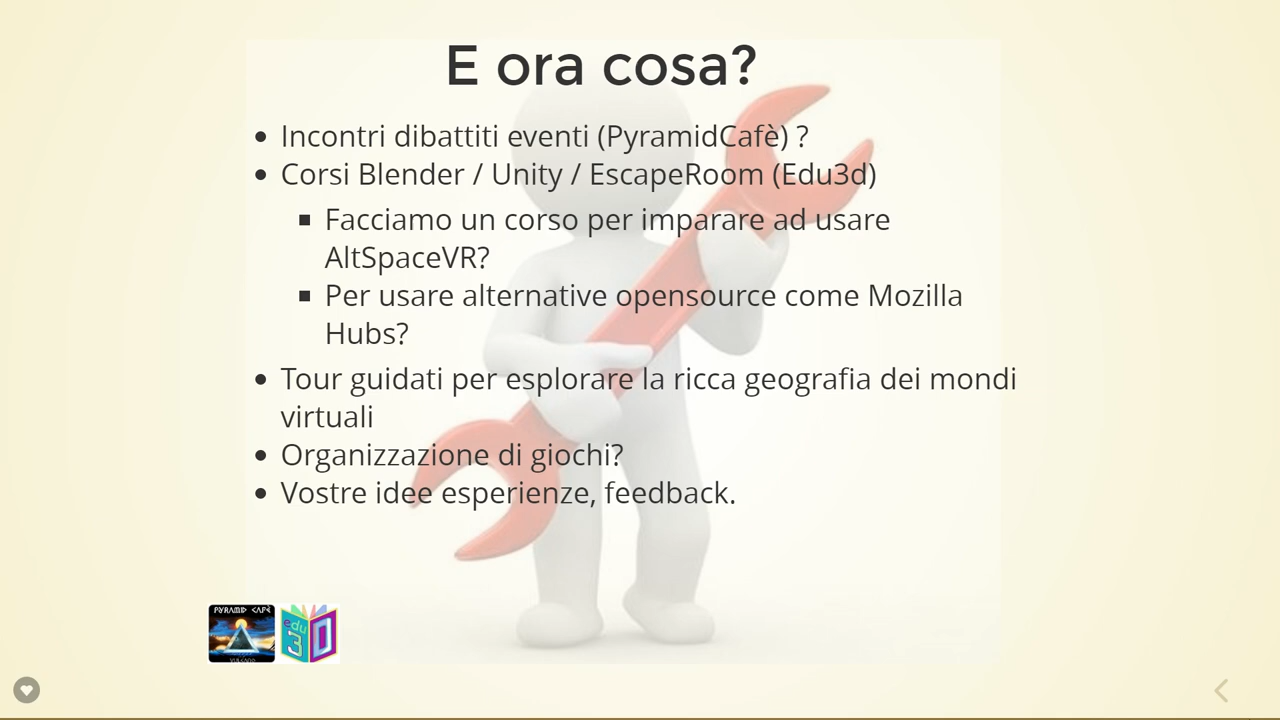 E ora cosa?
Incontri dibattiti eventi (PyramidCafè) ?
Corsi Blender / Unity / EscapeRoom (Edu3d)
Facciamo un corso per imparare ad usare
AltSpaceVR?
Per usare alternative opensource come Mozilla
Hubs?
Tour guidati per esplorare la ricca geografia dei mondi
virtuali
Organizzazione di giochi?
Vostre idee esperienze, feedback.
PYRAMID CAFÈ
VULCANO
edu
3D